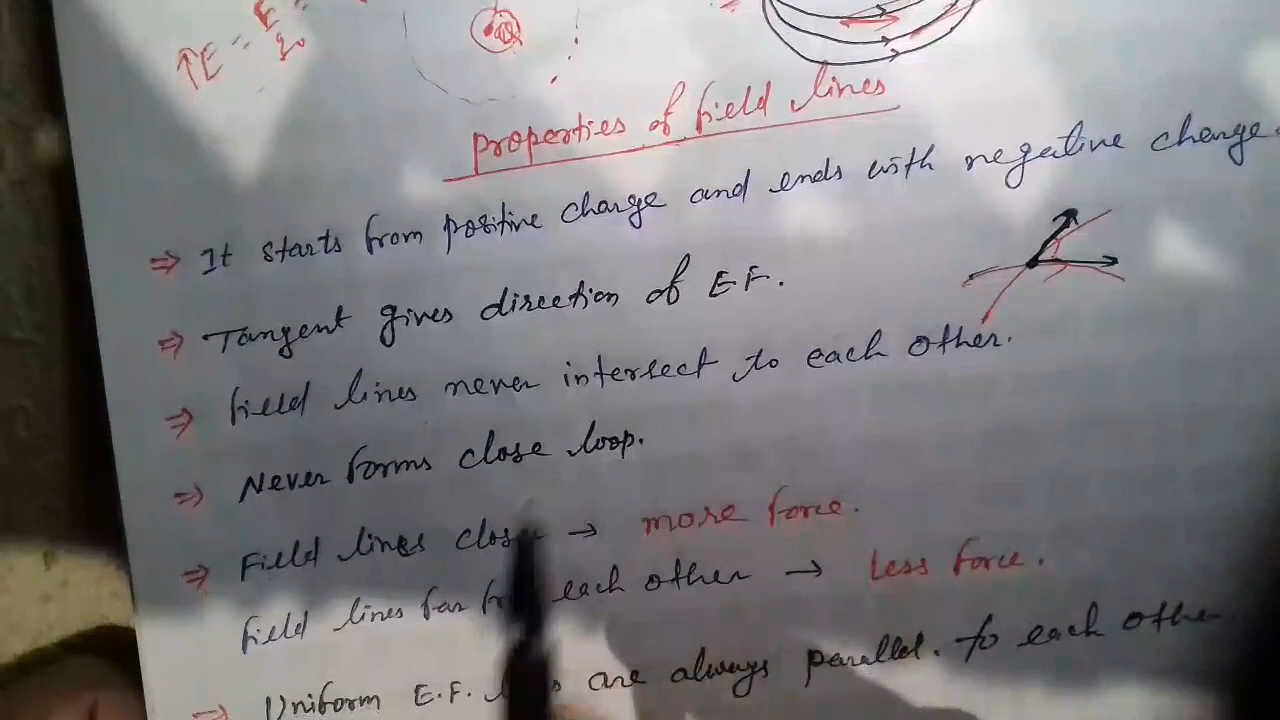 ↑E =
q₀
Properties of field lines
⇒ It starts from positive charge and ends with negative charge.
⇒ Tangent gives direction of E.F.
⇒ field lines never intersect to each other.
⇒ Never forms close loop.
⇒ Field lines close → more force.
field lines far each other → Less force.
⇒ Uniform E.F. are always parallel. to each other